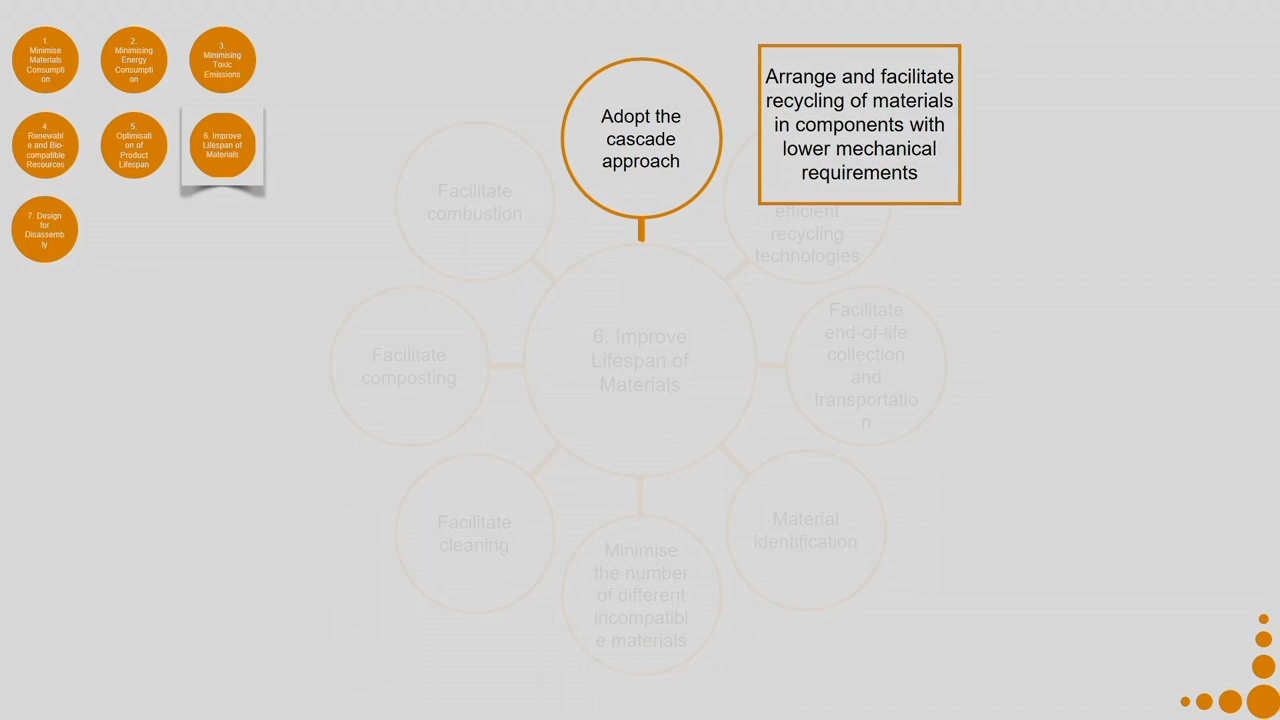 1.
Minimise
Materials
Consumpti
on
2.
Minimising
Energy
Consumpti
on
3.
Minimising
Toxic
Emissions
4.
Renewabl
e and Bio-
compatible
Resources
5.
Optimisati
on of
Product
Lifespan
6. Improve
Lifespan of
Materials
7. Design
for
Disassemb
ly
Adopt the
cascade
approach
Arrange and facilitate
recycling of materials
in components with
lower mechanical
requirements
efficient
recycling
technologies
Facilitate
combustion
6. Improve
Lifespan of
Materials
Facilitate
end-of-life
collection
and
transportatio
n
Facilitate
composting
Material
identification
Facilitate
cleaning
Minimise
the number
of different
incompatibl
e materials